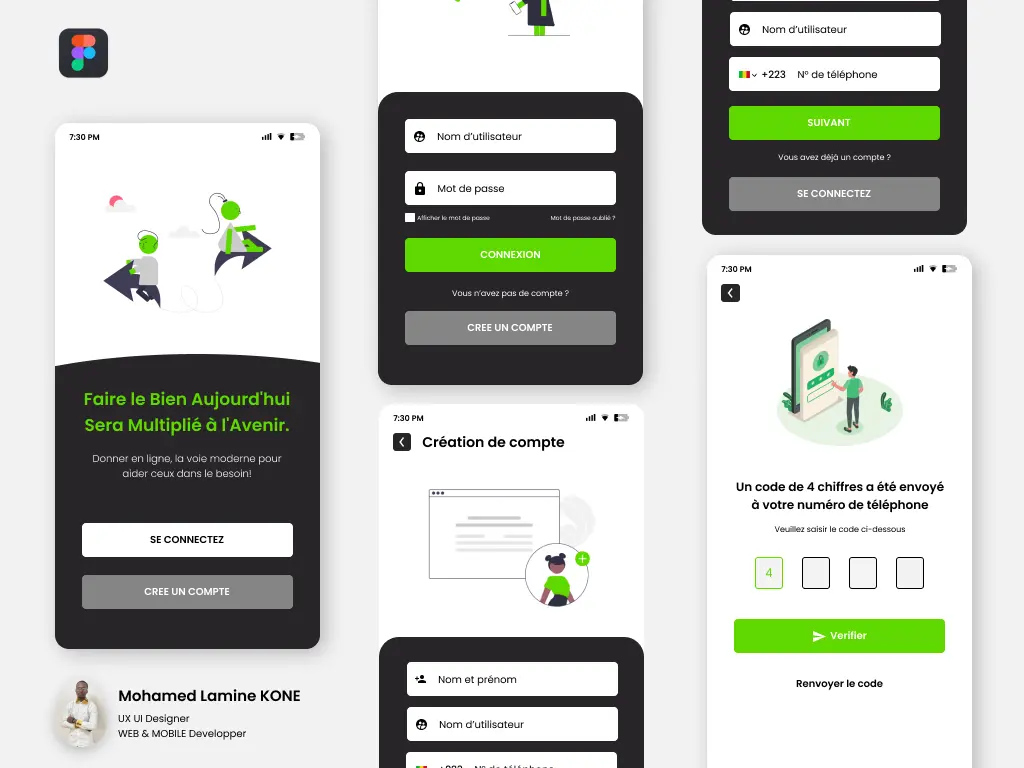 7:30 PM
Faire le Bien Aujourd'hui
Sera Multiplié à l'Avenir.
Donner en ligne, la voie moderne pour
aider ceux dans le besoin!
SE CONNECTEZ
CREE UN COMPTE
Mohamed Lamine KONE
UX UI Designer
WEB & MOBILE Developper
Nom d'utilisateur
Mot de passe
Afficher le mot de passe
Mot de passe oublié ?
CONNEXION
Vous n'avez pas de compte ?
CREE UN COMPTE
7:30 PM
Création de compte
Nom et prénom
Nom d'utilisateur
+223 N° de téléphone
Nom d'utilisateur
+223 N° de téléphone
SUIVANT
Vous avez déjà un compte ?
SE CONNECTEZ
7:30 PM
Un code de 4 chiffres a été envoyé
à votre numéro de téléphone
Veuillez saisir le code ci-dessous
4
Verifier
Renvoyer le code